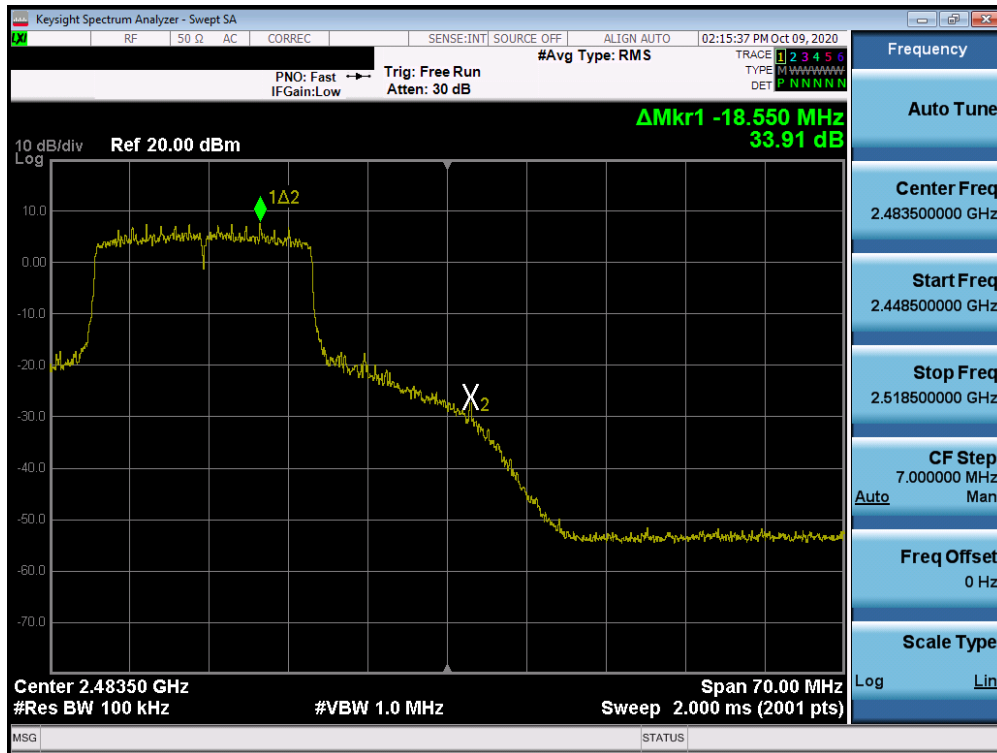 Keysight Spectrum Analyzer - Swept SA
LXI RF 50 Ω AC CORREC SENSE:INT SOURCE OFF ALIGN AUTO 02:15:37 PM Oct 09, 2020
#Avg Type: RMS
PNO: Fast
IFGain:Low
Trig: Free Run
Atten: 30 dB
TRACE 1 2 3 4 5 6
TYPE M WWWWW
DET P N N N N N
ΔMkr1 -18.550 MHz
33.91 dB
10 dB/div
Log
Ref 20.00 dBm
10.0
0.00
-10.0
-20.0
-30.0
-40.0
-50.0
-60.0
-70.0
1Δ2
X2
Center 2.48350 GHz
Span 70.00 MHz
#Res BW 100 kHz
#VBW 1.0 MHz
Sweep 2.000 ms (2001 pts)
MSG
STATUS
Frequency
Auto Tune
Center Freq
2.483500000 GHz
Start Freq
2.448500000 GHz
Stop Freq
2.518500000 GHz
CF Step
7.000000 MHz
Auto Man
Freq Offset
0 Hz
Scale Type
Log Lin